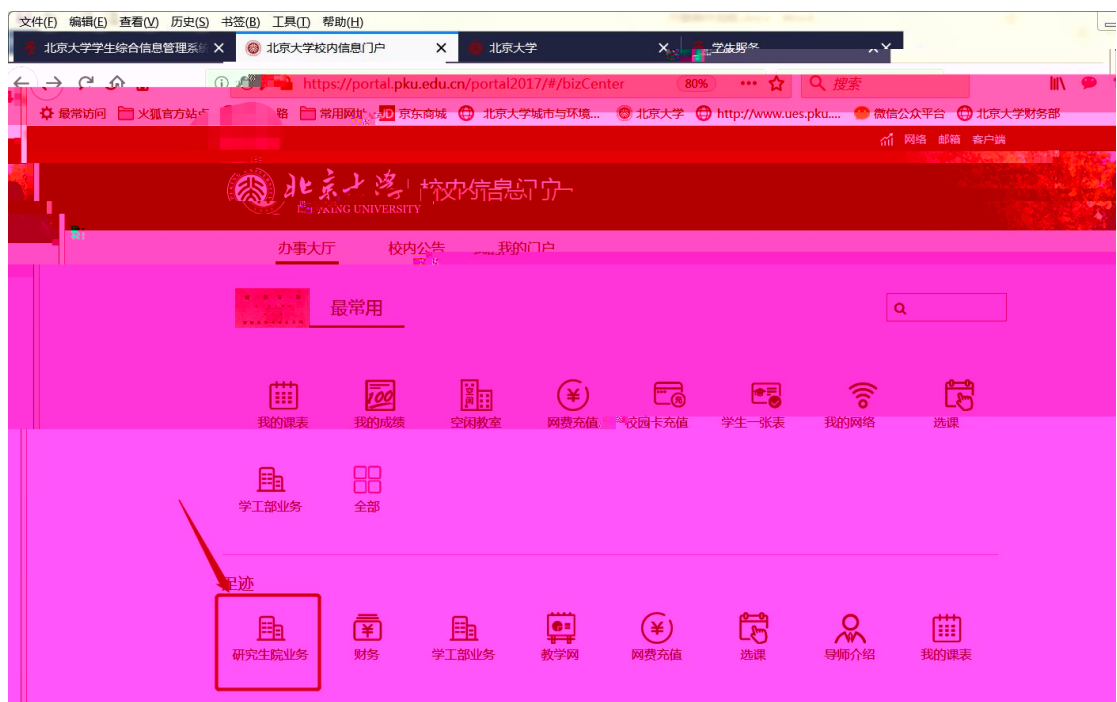 文件(F) 编辑(E) 查看(V) 历史(S) 书签(B) 工具(T) 帮助(H)
北京大学学生综合信息管理系统 北京大学校内信息门户 北京大学 学生服务
https://portal.pku.edu.cn/portal2017/#/bizCenter 80% 搜索
最常访问 火狐官方站点 路 常用网址 JD 京东商城 北京大学城市与环境... 北京大学 http://www.ues.pku.... 微信公众平台 北京大学财务部
网络 邮箱 客户端
北京大学 校内信息门户
UNIVERSITY
办事大厅 校内公告 我的门户
最常用
我的课表 我的成绩 空闲教室 网费充值 校园卡充值 学生一张表 我的网络 选课
学工部业务 全部
足迹
研究生院业务 财务 学工部业务 教学网 网费充值 选课 导师介绍 我的课表